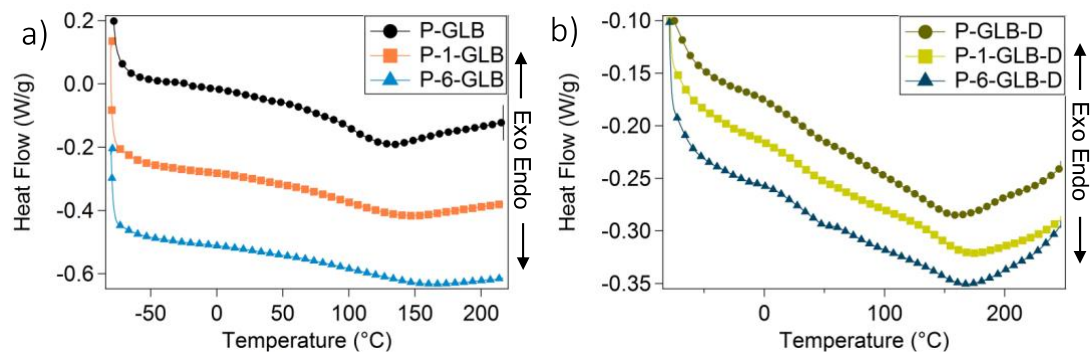 a)
P-GLB
P-1-GLB
P-6-GLB
0.2
0.0
-0.2
-0.4
-0.6
Heat Flow (W/g)
-50
0
50
100
150
200
Temperature (°C)
Exo Endo
b)
P-GLB-D
P-1-GLB-D
P-6-GLB-D
-0.10
-0.15
-0.20
-0.25
-0.30
-0.35
Heat Flow (W/g)
0
100
200
Temperature (°C)
Exo Endo